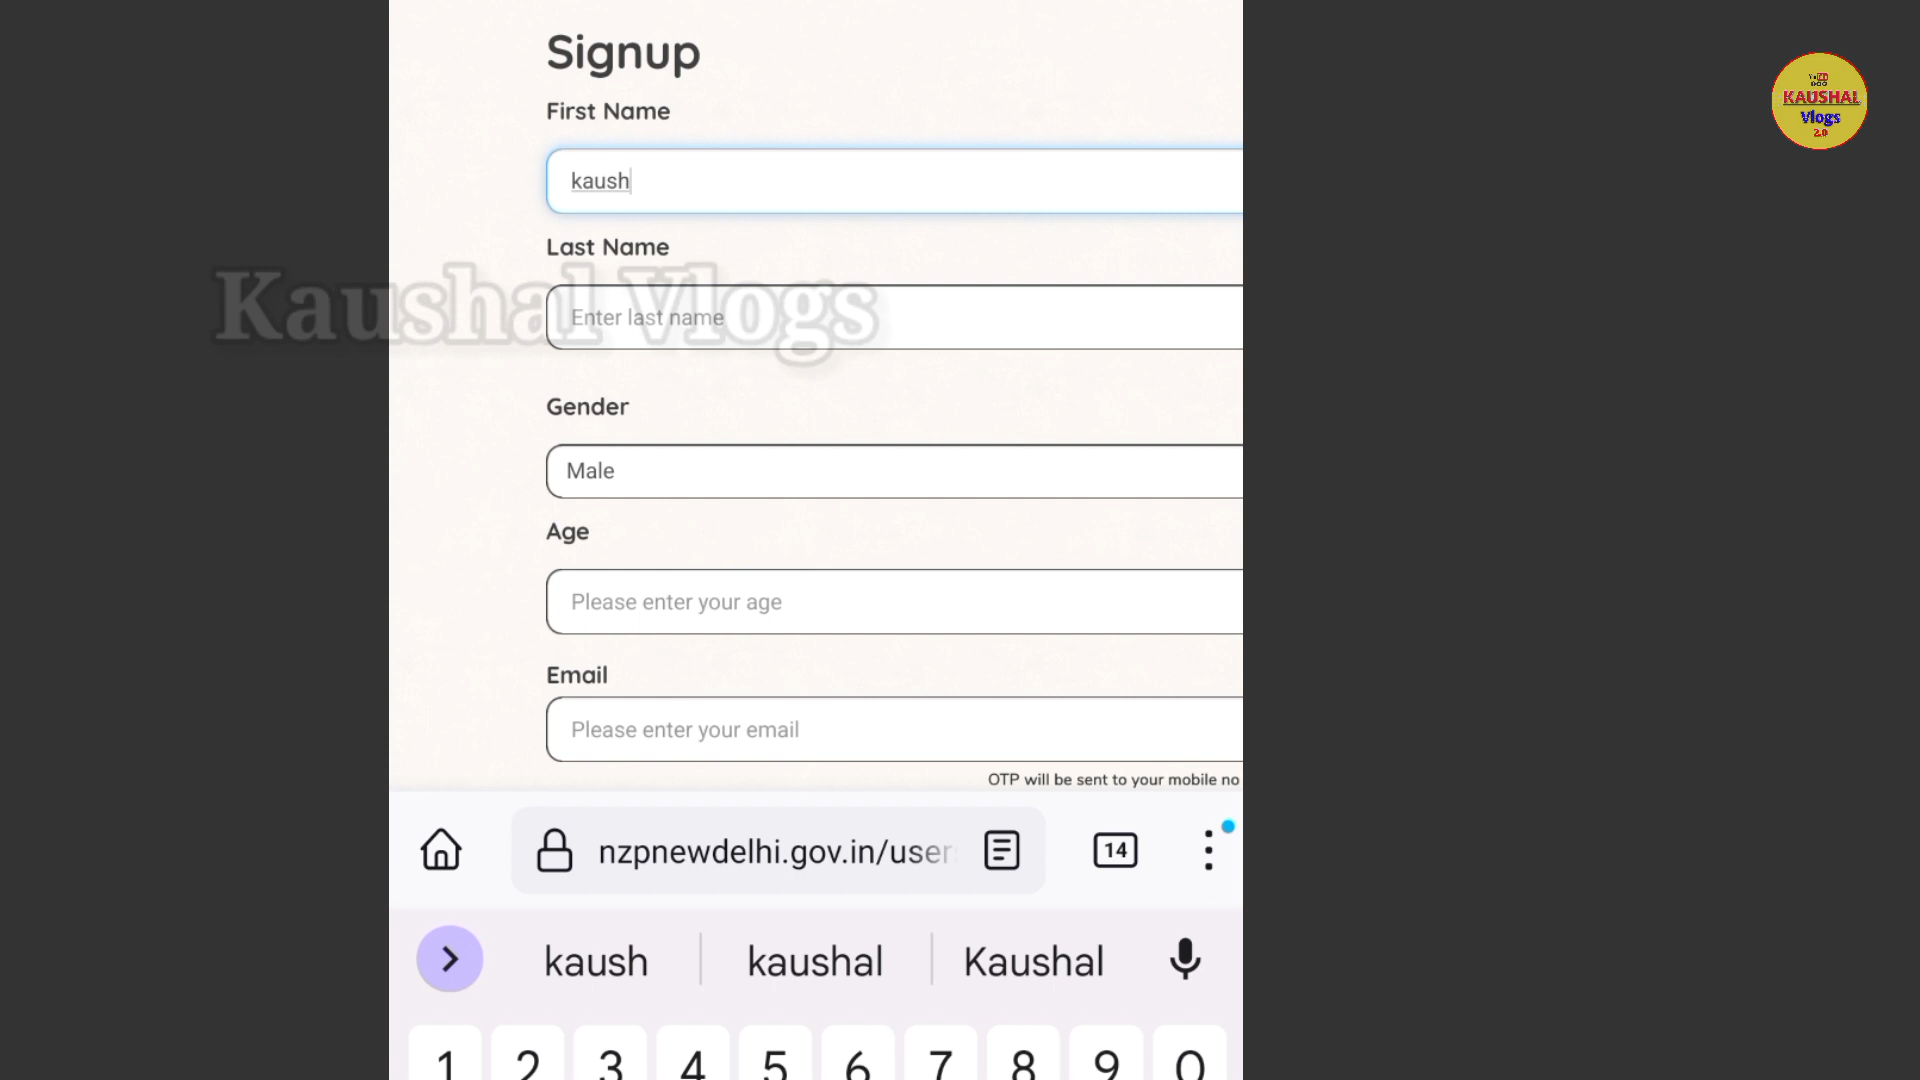 Signup
First Name
kaush
Last Name
Enter last name
Kaushal Vlogs
Gender
Male
Age
Please enter your age
Email
Please enter your email
OTP will be sent to your mobile no
nzpnewdelhi.gov.in/user
14
kaush kaushal Kaushal
1 2 3 4 5 6 7 8 9 0
KAUSHAL
Vlogs
2.0